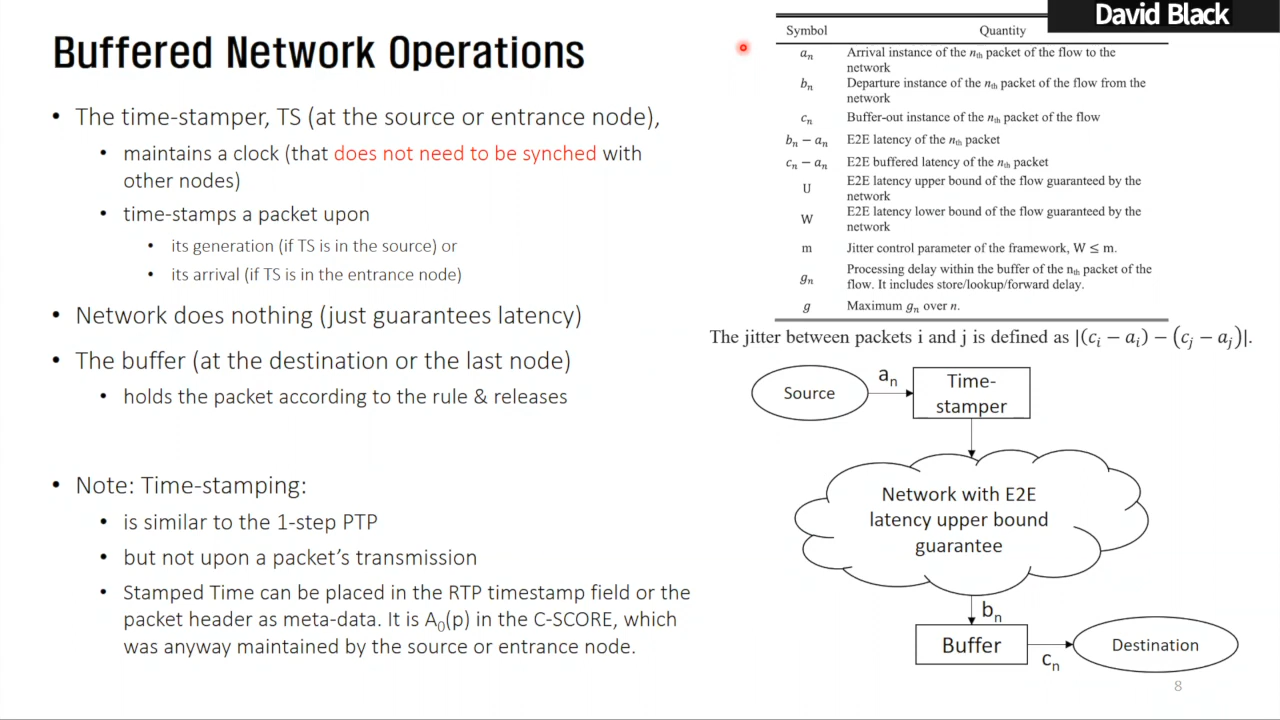 David Black
Buffered Network Operations
• The time-stamper, TS (at the source or entrance node),
• maintains a clock (that does not need to be synched with
other nodes)
• time-stamps a packet upon
• its generation (if TS is in the source) or
• its arrival (if TS is in the entrance node)
• Network does nothing (just guarantees latency)
• The buffer (at the destination or the last node)
• holds the packet according to the rule & releases
• Note: Time-stamping:
• is similar to the 1-step PTP
• but not upon a packet’s transmission
• Stamped Time can be placed in the RTP timestamp field or the
packet header as meta-data. It is A₀(p) in the C-SCORE, which
was anyway maintained by the source or entrance node.
Symbol Quantity
aₙ Arrival instance of the nth packet of the flow to the
network
bₙ Departure instance of the nth packet of the flow from the
network
cₙ Buffer-out instance of the nth packet of the flow
bₙ − aₙ E2E latency of the nth packet
cₙ − aₙ E2E buffered latency of the nth packet
U E2E latency upper bound of the flow guaranteed by the
network
W E2E latency lower bound of the flow guaranteed by the
network
m Jitter control parameter of the framework, W ≤ m.
gₙ Processing delay within the buffer of the nth packet of the
flow. It includes store/lookup/forward delay.
g Maximum gₙ over n.
The jitter between packets i and j is defined as |(cᵢ − aᵢ) − (cⱼ − aⱼ)|.
Source
aₙ
Time-
stamper
Network with E2E
latency upper bound
guarantee
bₙ
Buffer
cₙ
Destination
8